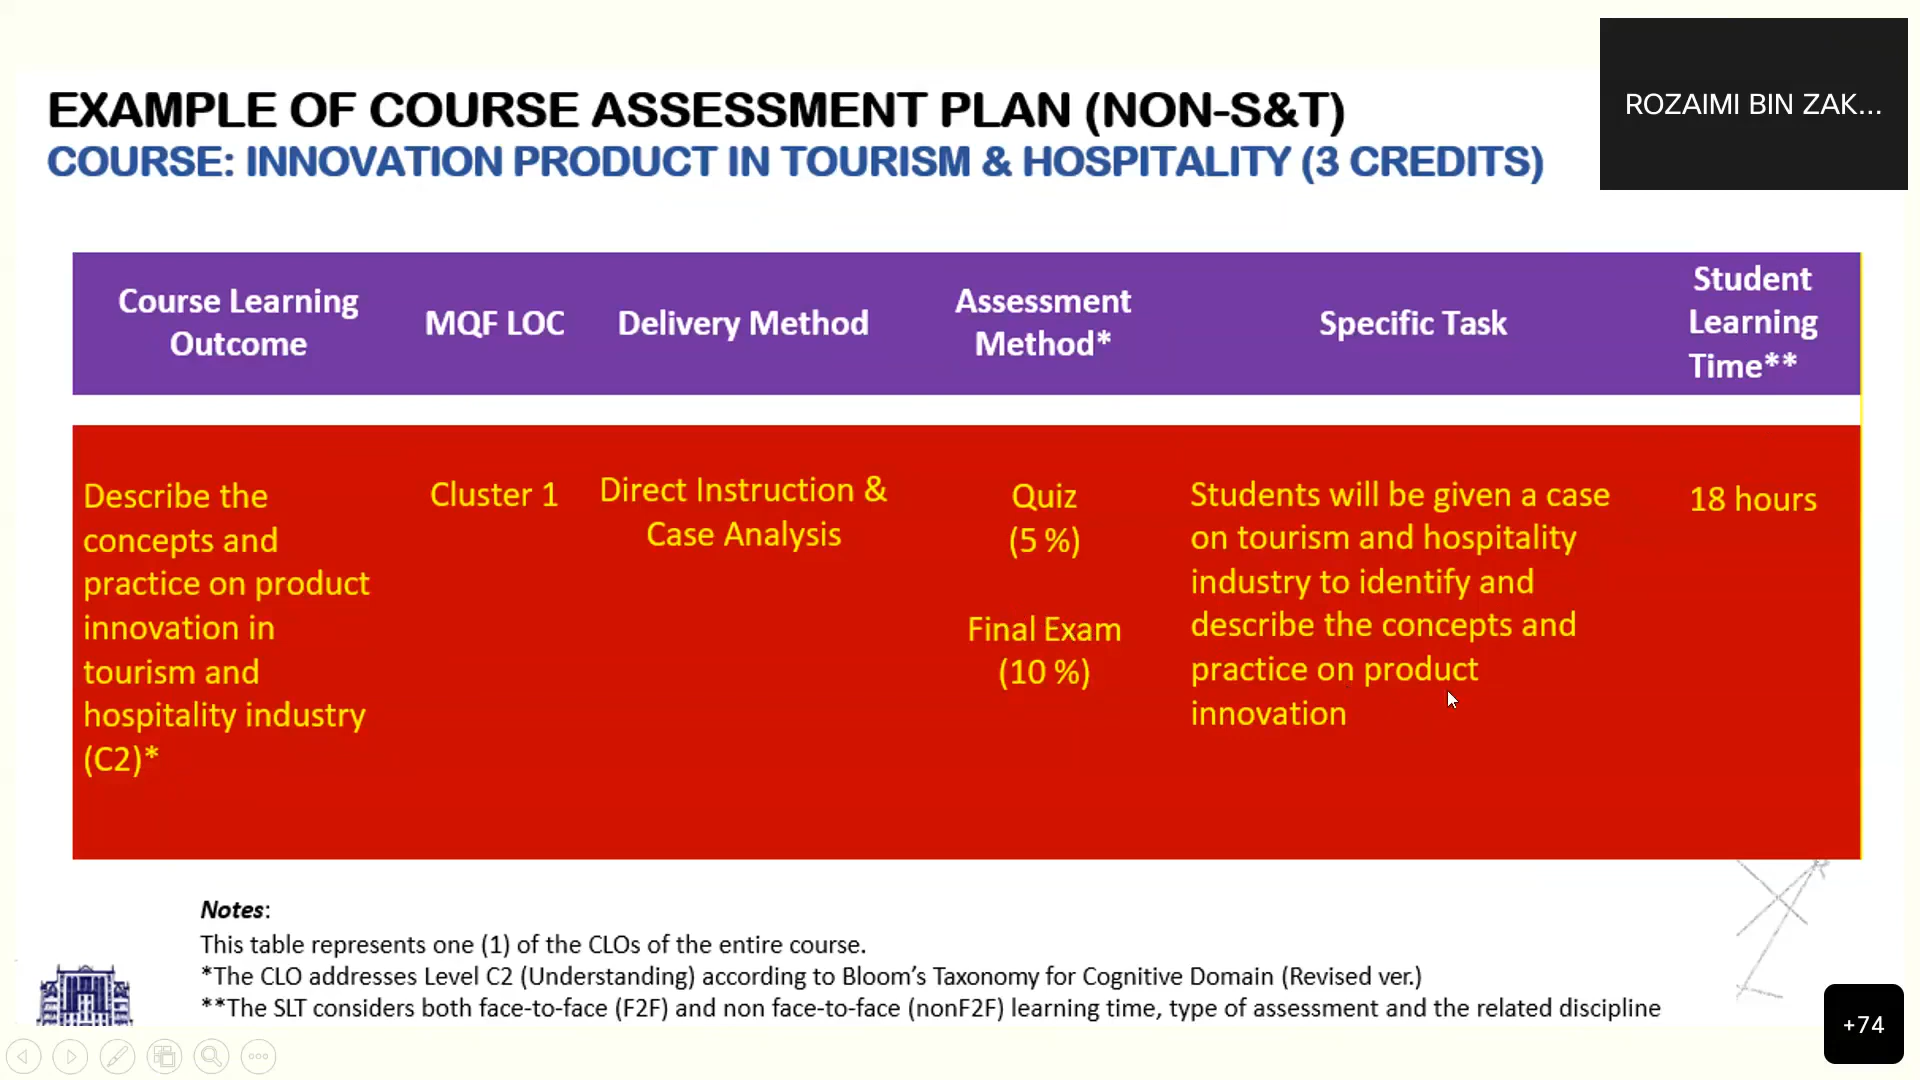 ROZAIMI BIN ZAK...
EXAMPLE OF COURSE ASSESSMENT PLAN (NON-S&T)
COURSE: INNOVATION PRODUCT IN TOURISM & HOSPITALITY (3 CREDITS)
Course Learning
Outcome
MQF LOC
Delivery Method
Assessment
Method*
Specific Task
Student
Learning
Time**
Describe the
concepts and
practice on product
innovation in
tourism and
hospitality industry
(C2)*
Cluster 1
Direct Instruction &
Case Analysis
Quiz
(5 %)
Final Exam
(10 %)
Students will be given a case
on tourism and hospitality
industry to identify and
describe the concepts and
practice on product
innovation
18 hours
Notes:
This table represents one (1) of the CLOs of the entire course.
*The CLO addresses Level C2 (Understanding) according to Bloom's Taxonomy for Cognitive Domain (Revised ver.)
**The SLT considers both face-to-face (F2F) and non face-to-face (nonF2F) learning time, type of assessment and the related discipline
+74